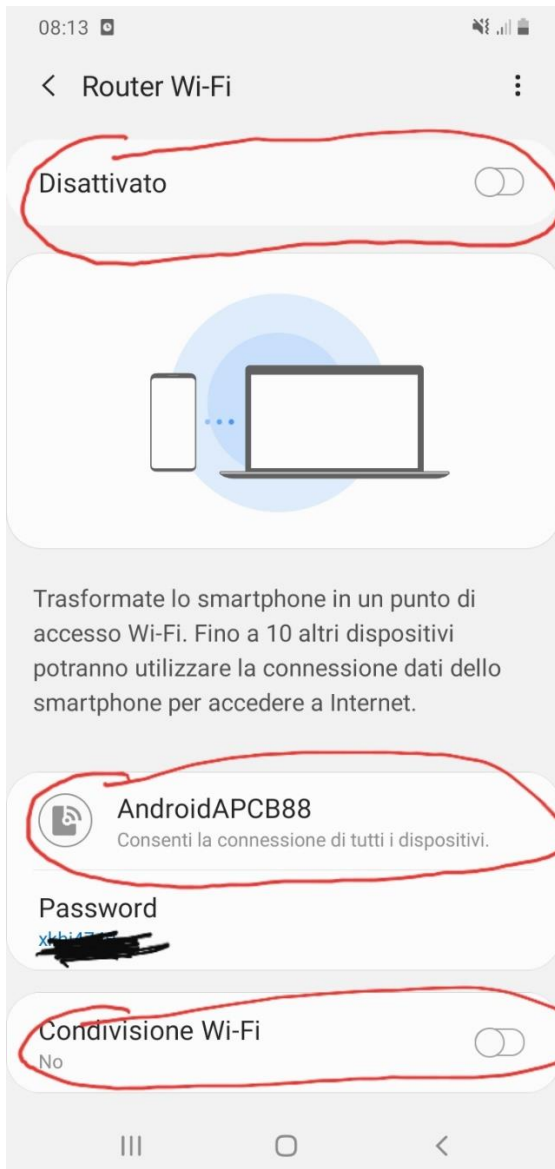 08:13
Router Wi-Fi
Disattivato
Trasformate lo smartphone in un punto di
accesso Wi-Fi. Fino a 10 altri dispositivi
potranno utilizzare la connessione dati dello
smartphone per accedere a Internet.
AndroidAPCB88
Consenti la connessione di tutti i dispositivi.
Password
Condivisione Wi-Fi
No